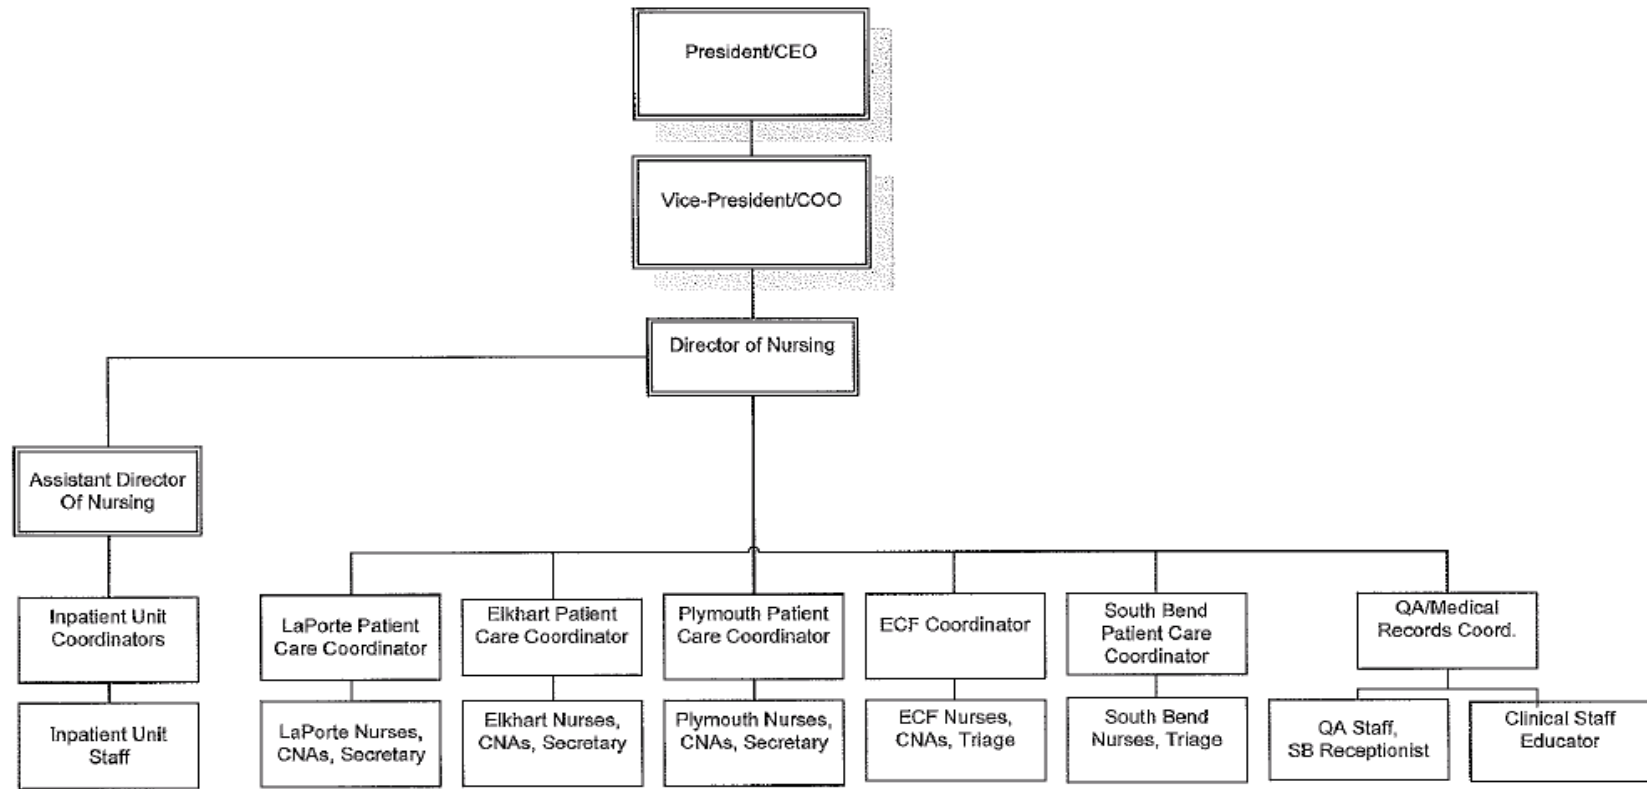 President/CEO
Vice-President/COO
Director of Nursing
Assistant Director
Of Nursing
Inpatient Unit
Coordinators
LaPorte Patient
Care Coordinator
Elkhart Patient
Care Coordinator
Plymouth Patient
Care Coordinator
ECF Coordinator
South Bend
Patient Care
Coordinator
QA/Medical
Records Coord.
Inpatient Unit
Staff
LaPorte Nurses,
CNAs, Secretary
Elkhart Nurses,
CNAs, Secretary
Plymouth Nurses,
CNAs, Secretary
ECF Nurses,
CNAs, Triage
South Bend
Nurses, Triage
QA Staff,
SB Receptionist
Clinical Staff
Educator